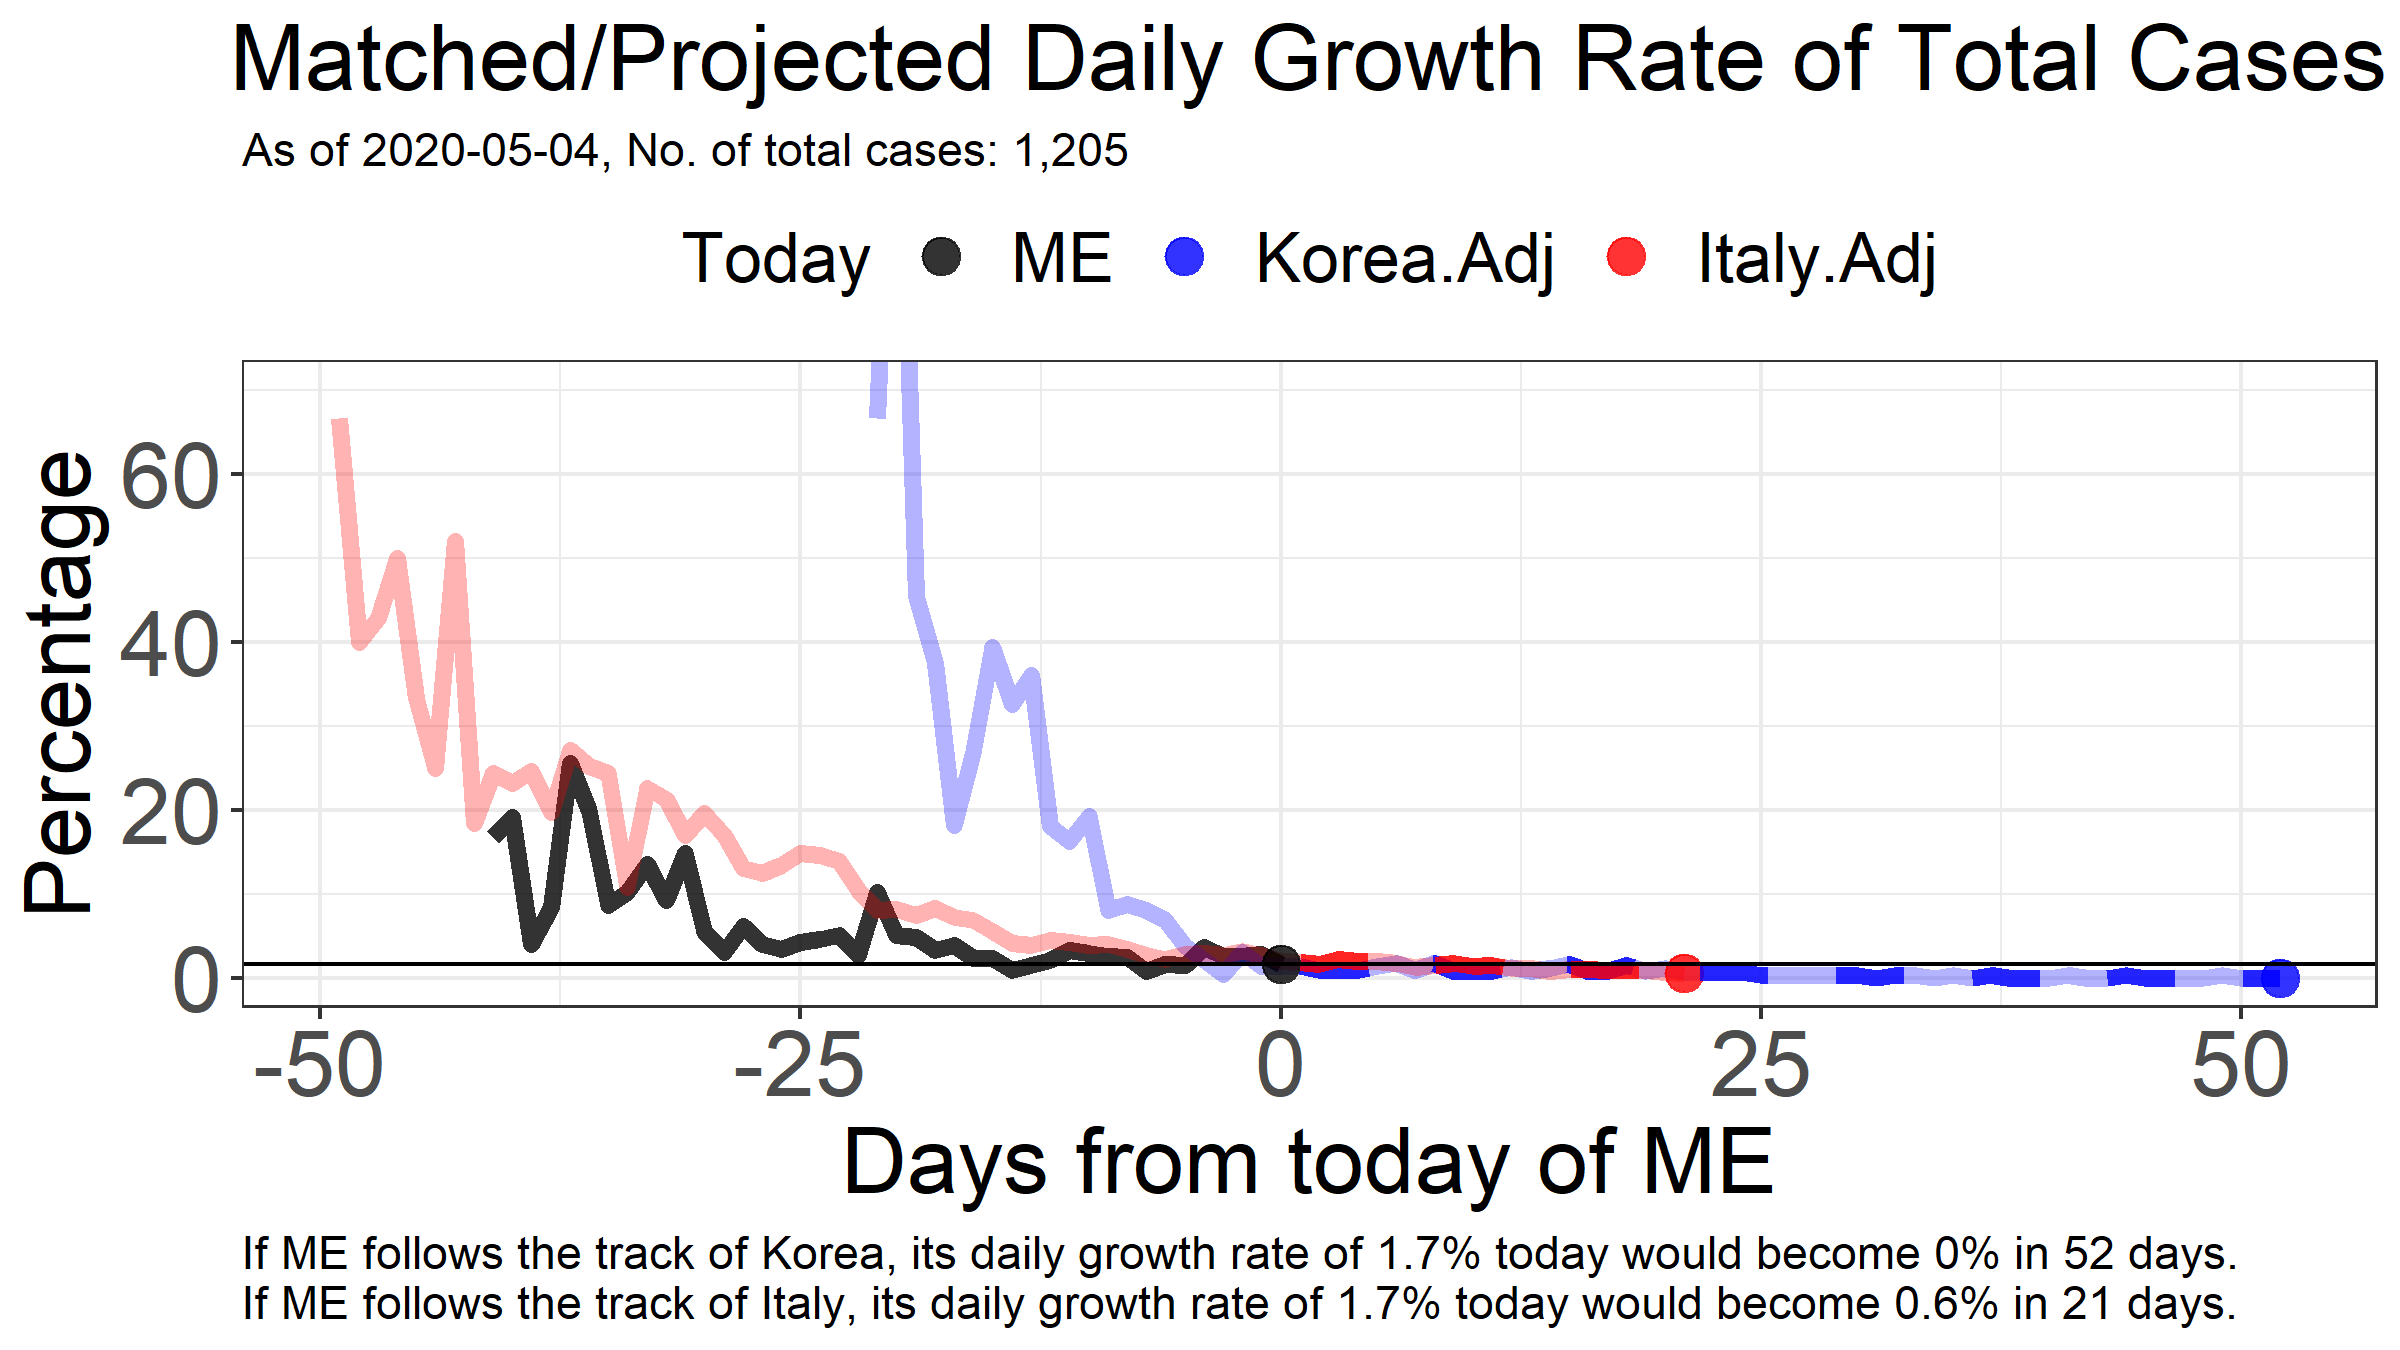 Matched/Projected Daily Growth Rate of Total Cases
As of 2020-05-04, No. of total cases: 1,205
Today ME Korea.Adj Italy.Adj
Percentage
60
40
20
0
-50 -25 0 25 50
Days from today of ME
If ME follows the track of Korea, its daily growth rate of 1.7% today would become 0% in 52 days.
If ME follows the track of Italy, its daily growth rate of 1.7% today would become 0.6% in 21 days.